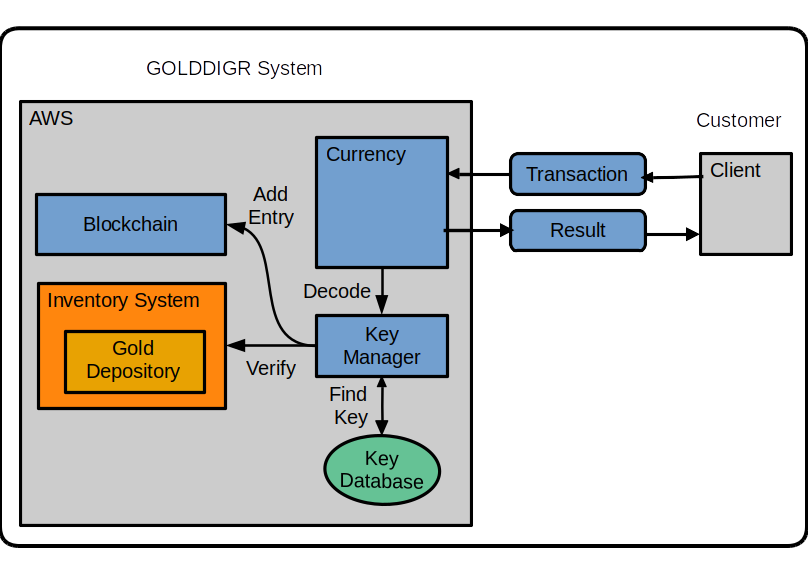 GOLDDIGR System
AWS
Customer
Currency
Transaction
Client
Add
Entry
Blockchain
Result
Decode
Inventory System
Gold
Depository
Key
Manager
Verify
Find
Key
Key
Database